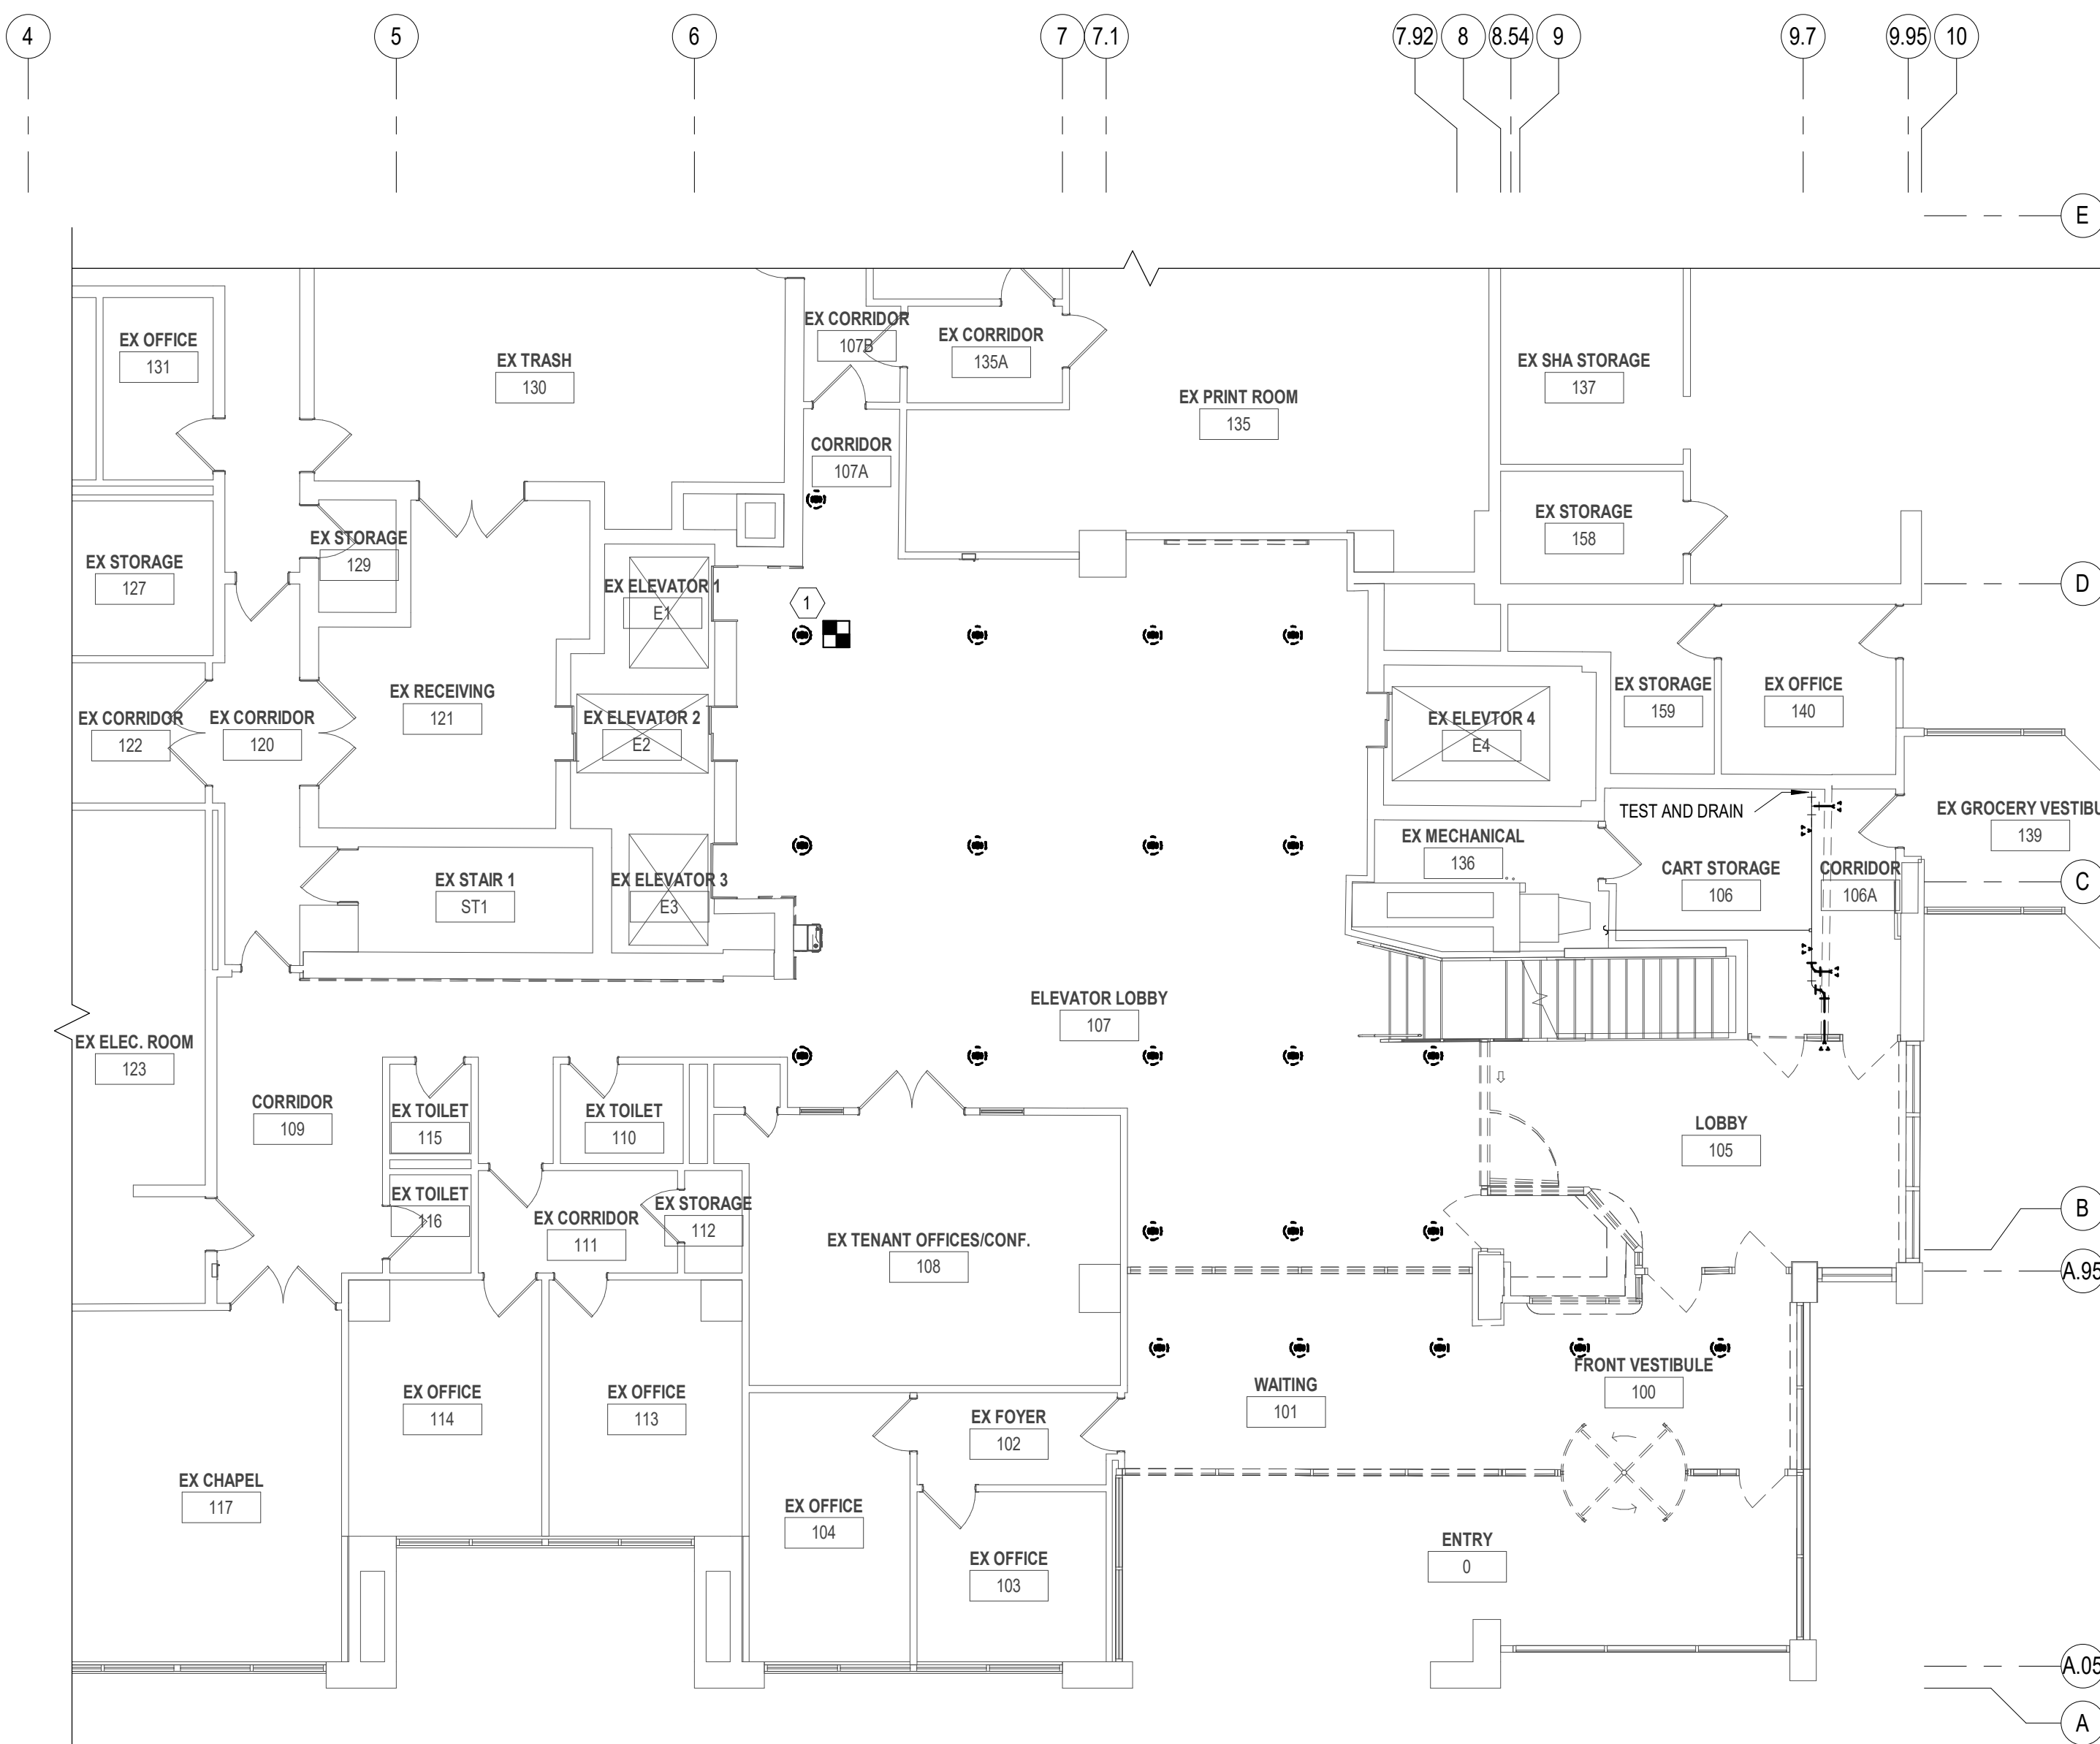 4
5
6
7
7.1
7.92
8
8.54
9
9.7
9.95
10
E
EX OFFICE
131
EX TRASH
130
EX CORRIDOR
107B
EX CORRIDOR
135A
EX SHA STORAGE
137
EX PRINT ROOM
135
CORRIDOR
107A
EX STORAGE
158
EX STORAGE
129
EX STORAGE
127
EX ELEVATOR 1
E1
1
D
EX RECEIVING
121
EX STORAGE
159
EX OFFICE
140
EX CORRIDOR
122
EX CORRIDOR
120
EX ELEVATOR 2
E2
EX ELEVTOR 4
E4
TEST AND DRAIN
EX GROCERY VESTIBU
139
EX MECHANICAL
136
CART STORAGE
106
CORRIDOR
106A
C
EX STAIR 1
ST1
EX ELEVATOR 3
E3
ELEVATOR LOBBY
107
EX ELEC. ROOM
123
CORRIDOR
109
EX TOILET
115
EX TOILET
110
LOBBY
105
EX TOILET
116
EX STORAGE
112
EX CORRIDOR
111
B
EX TENANT OFFICES/CONF.
108
A.95
FRONT VESTIBULE
100
WAITING
101
EX OFFICE
114
EX OFFICE
113
EX FOYER
102
EX CHAPEL
117
EX OFFICE
104
ENTRY
0
EX OFFICE
103
A.05
A